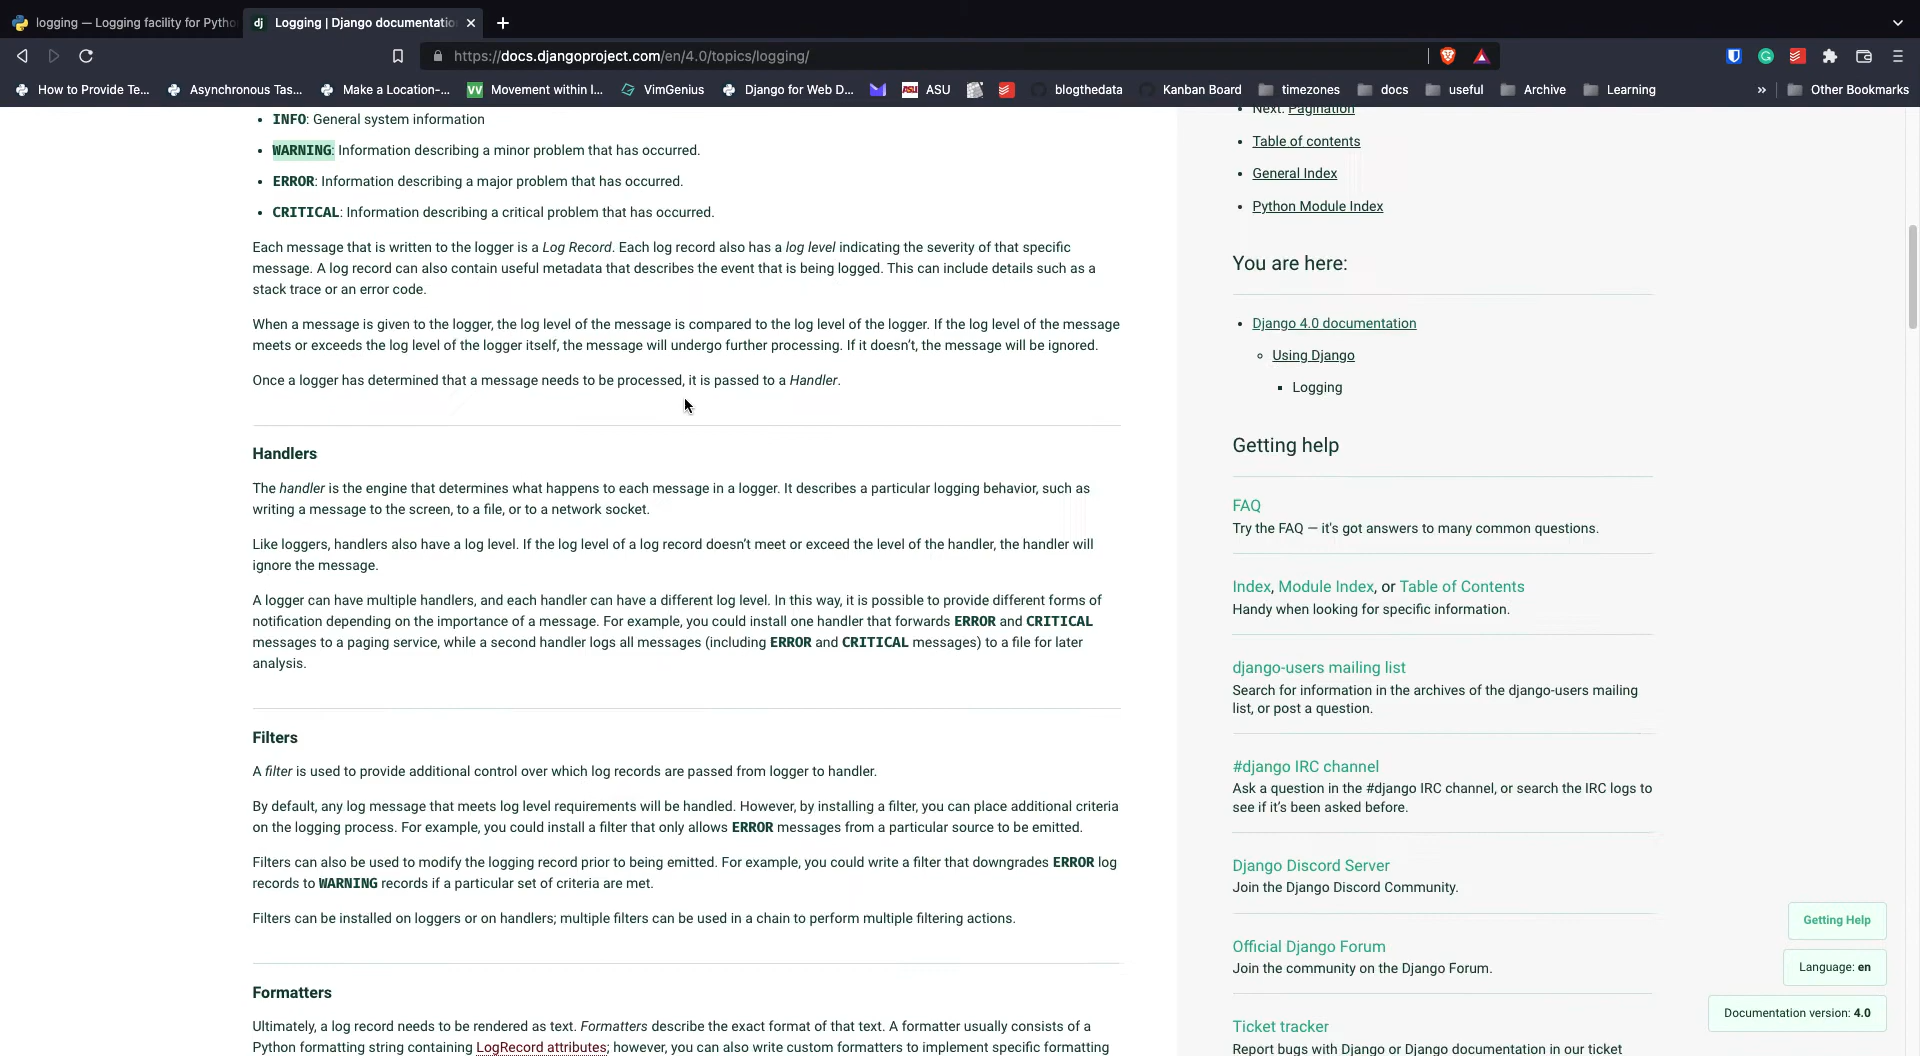 logging — Logging facility for Pytho
dj Logging | Django documentatio
https://docs.djangoproject.com/en/4.0/topics/logging/
How to Provide Te...
Asynchronous Tas...
Make a Location-...
VV Movement within I...
VimGenius
Django for Web D...
ASU ASU
blogthedata
Kanban Board
timezones
docs
useful
Archive
Learning
»
Other Bookmarks
• INFO: General system information
• WARNING: Information describing a minor problem that has occurred.
• ERROR: Information describing a major problem that has occurred.
• CRITICAL: Information describing a critical problem that has occurred.
Each message that is written to the logger is a Log Record. Each log record also has a log level indicating the severity of that specific
message. A log record can also contain useful metadata that describes the event that is being logged. This can include details such as a
stack trace or an error code.
When a message is given to the logger, the log level of the message is compared to the log level of the logger. If the log level of the message
meets or exceeds the log level of the logger itself, the message will undergo further processing. If it doesn’t, the message will be ignored.
Once a logger has determined that a message needs to be processed, it is passed to a Handler.
Handlers
The handler is the engine that determines what happens to each message in a logger. It describes a particular logging behavior, such as
writing a message to the screen, to a file, or to a network socket.
Like loggers, handlers also have a log level. If the log level of a log record doesn’t meet or exceed the level of the handler, the handler will
ignore the message.
A logger can have multiple handlers, and each handler can have a different log level. In this way, it is possible to provide different forms of
notification depending on the importance of a message. For example, you could install one handler that forwards ERROR and CRITICAL
messages to a paging service, while a second handler logs all messages (including ERROR and CRITICAL messages) to a file for later
analysis.
Filters
A filter is used to provide additional control over which log records are passed from logger to handler.
By default, any log message that meets log level requirements will be handled. However, by installing a filter, you can place additional criteria
on the logging process. For example, you could install a filter that only allows ERROR messages from a particular source to be emitted.
Filters can also be used to modify the logging record prior to being emitted. For example, you could write a filter that downgrades ERROR log
records to WARNING records if a particular set of criteria are met.
Filters can be installed on loggers or on handlers; multiple filters can be used in a chain to perform multiple filtering actions.
Formatters
Ultimately, a log record needs to be rendered as text. Formatters describe the exact format of that text. A formatter usually consists of a
Python formatting string containing LogRecord attributes; however, you can also write custom formatters to implement specific formatting
Next: Pagination
• Table of contents
• General Index
• Python Module Index
You are here:
• Django 4.0 documentation
◦ Using Django
▪ Logging
Getting help
FAQ
Try the FAQ — it's got answers to many common questions.
Index, Module Index, or Table of Contents
Handy when looking for specific information.
django-users mailing list
Search for information in the archives of the django-users mailing
list, or post a question.
#django IRC channel
Ask a question in the #django IRC channel, or search the IRC logs to
see if it’s been asked before.
Django Discord Server
Join the Django Discord Community.
Official Django Forum
Join the community on the Django Forum.
Ticket tracker
Report bugs with Django or Django documentation in our ticket
Getting Help
Language: en
Documentation version: 4.0